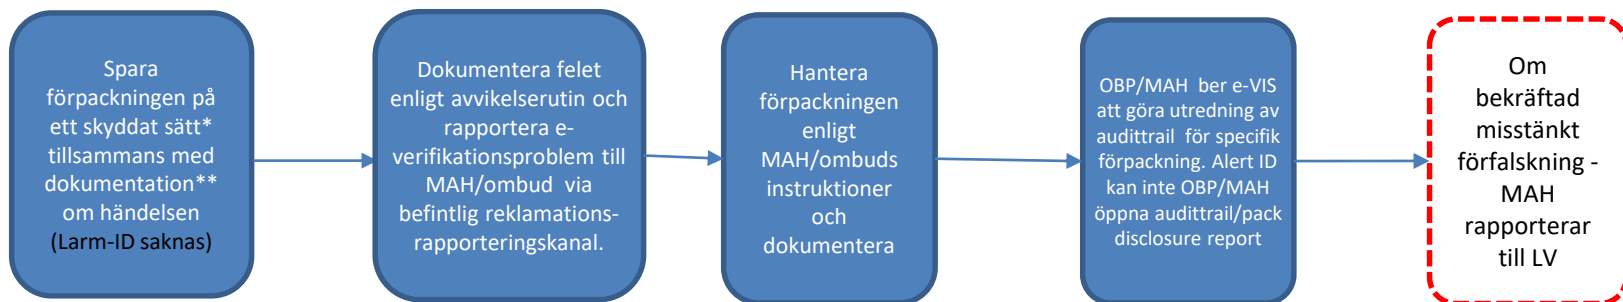 Spara
förpackningen på
ett skyddat sätt*
tillsammans med
dokumentation**
om händelsen
(Larm-ID saknas)
Dokumentera felet
enligt avvikelserutin och
rapportera e-
verifikationsproblem till
MAH/ombud via
befintlig reklamations-
rapporteringskanal.
Hantera
förpackningen
enligt
MAH/ombuds
instruktioner
och
dokumentera
OBP/MAH ber e-VIS
att göra utredning av
audittrail för specifik
förpackning. Alert ID
kan inte OBP/MAH
öppna audittrail/pack
disclosure report
Om
bekräftad
misstänkt
förfalskning -
MAH
rapporterar
till LV